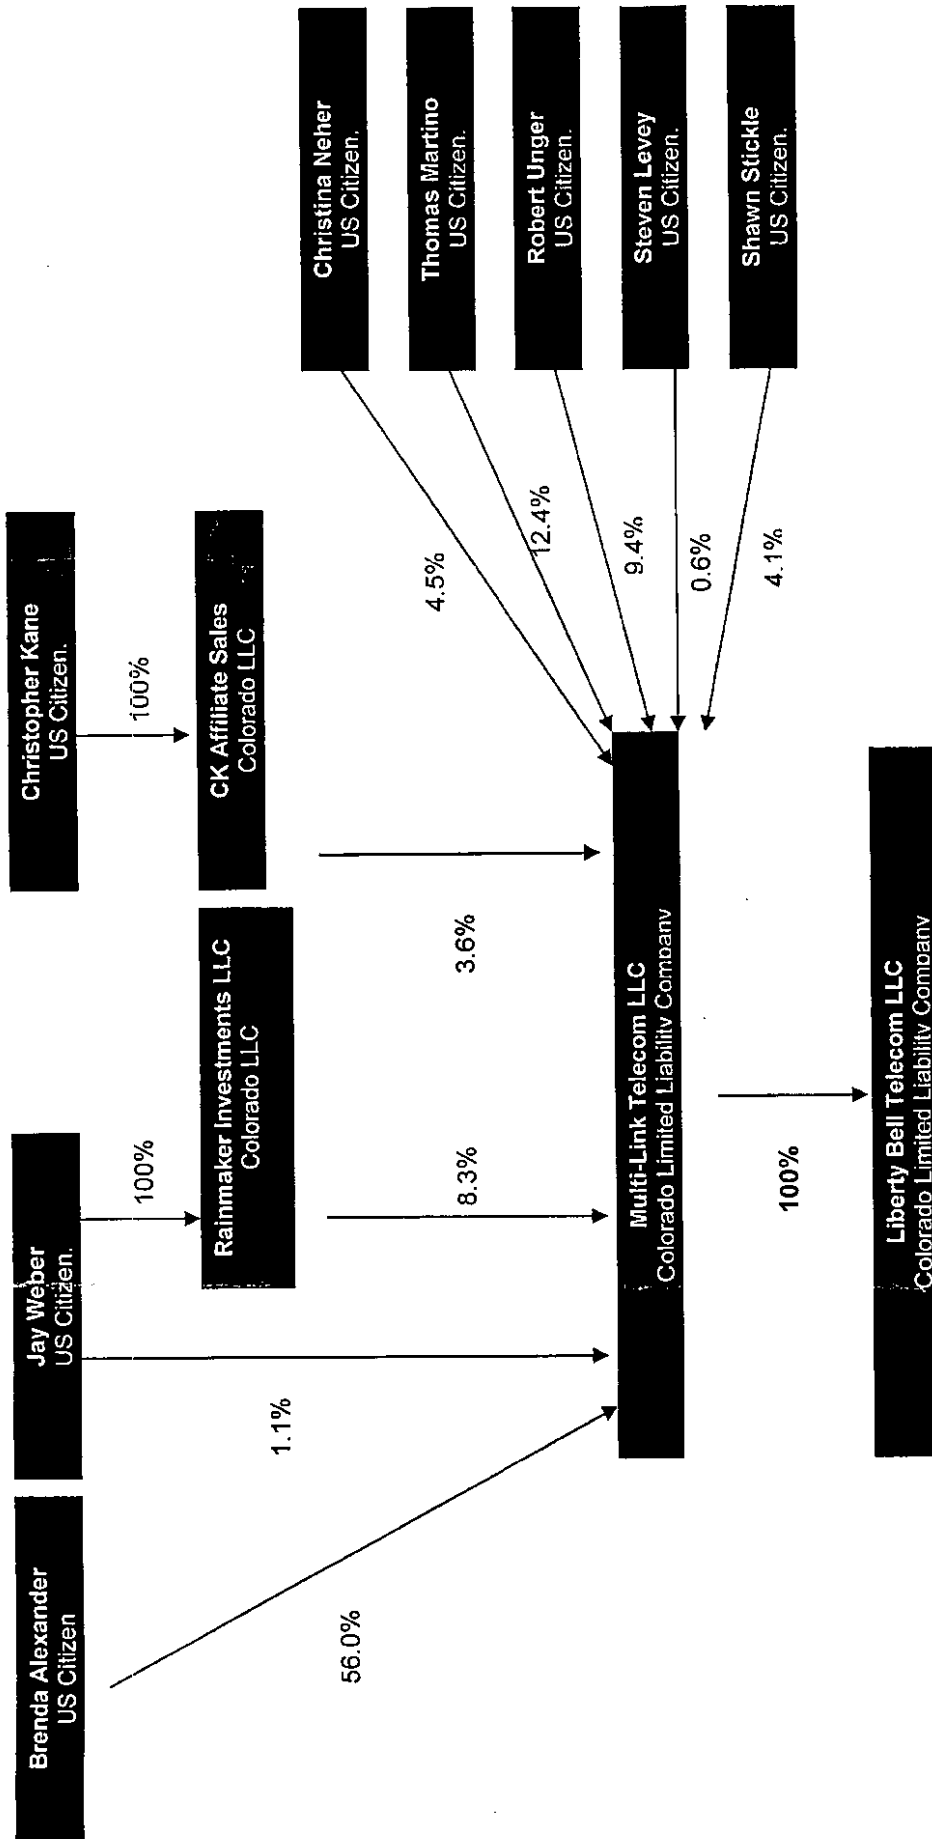 Brenda Alexander
US Citizen
Jay Weber
US Citizen.
Christopher Kane
US Citizen.
100%
100%
Rainmaker Investments LLC
Colorado LLC
CK Affiliate Sales
Colorado LLC
Christina Neher
US Citizen.
Thomas Martino
US Citizen.
Robert Unger
US Citizen.
Steven Levey
US Citizen.
Shawn Stickle
US Citizen.
56.0%
1.1%
8.3%
3.6%
4.5%
12.4%
9.4%
0.6%
4.1%
Multi-Link Telecom LLC
Colorado Limited Liability Company
100%
Liberty Bell Telecom LLC
Colorado Limited Liability Company